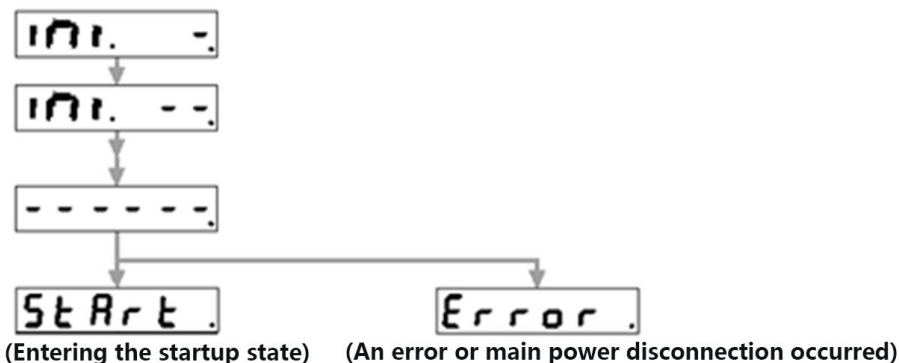 ini. -.
ini. --.
------.
StArt .
Error .
(Entering the startup state)
(An error or main power disconnection occurred)